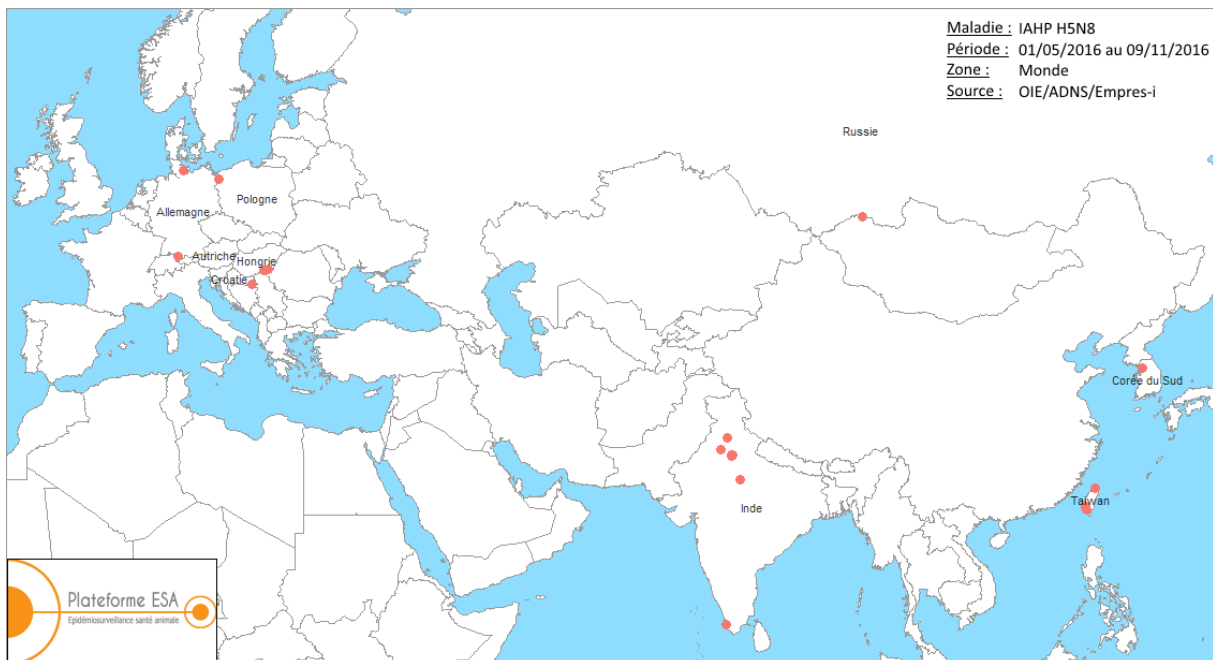 Maladie : IAHP H5N8
Période : 01/05/2016 au 09/11/2016
Zone : Monde
Source : OIE/ADNS/Empres-i
Russie
Pologne
Allemagne
Autriche
Hongrie
Croatie
Corée du Sud
Taiwan
Inde
Plateforme ESA
Epidémiosurveillance santé animale